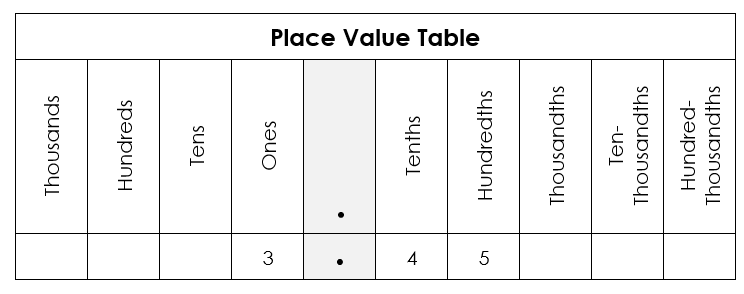 Place Value Table
Thousands
Hundreds
Tens
Ones
.
Tenths
Hundredths
Thousandths
Ten-
Thousandths
Hundred-
Thousandths
3 . 4 5